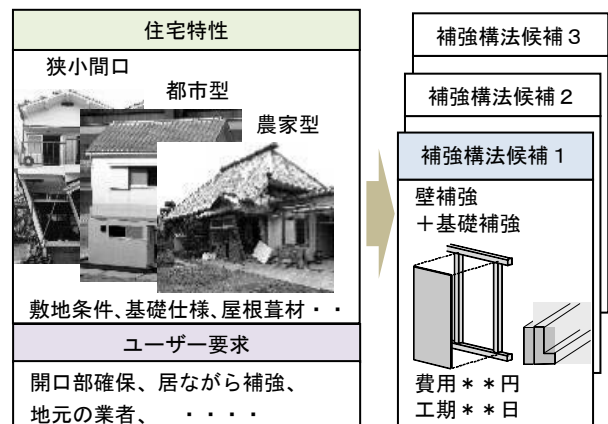 住宅特性
狭小間口
都市型
農家型
敷地条件、基礎仕様、屋根葺材・・
ユーザー要求
開口部確保、居ながら補強、
地元の業者、　・・・・
補強構法候補３
補強構法候補２
補強構法候補１
壁補強
＋基礎補強
費用＊＊円
工期＊＊日